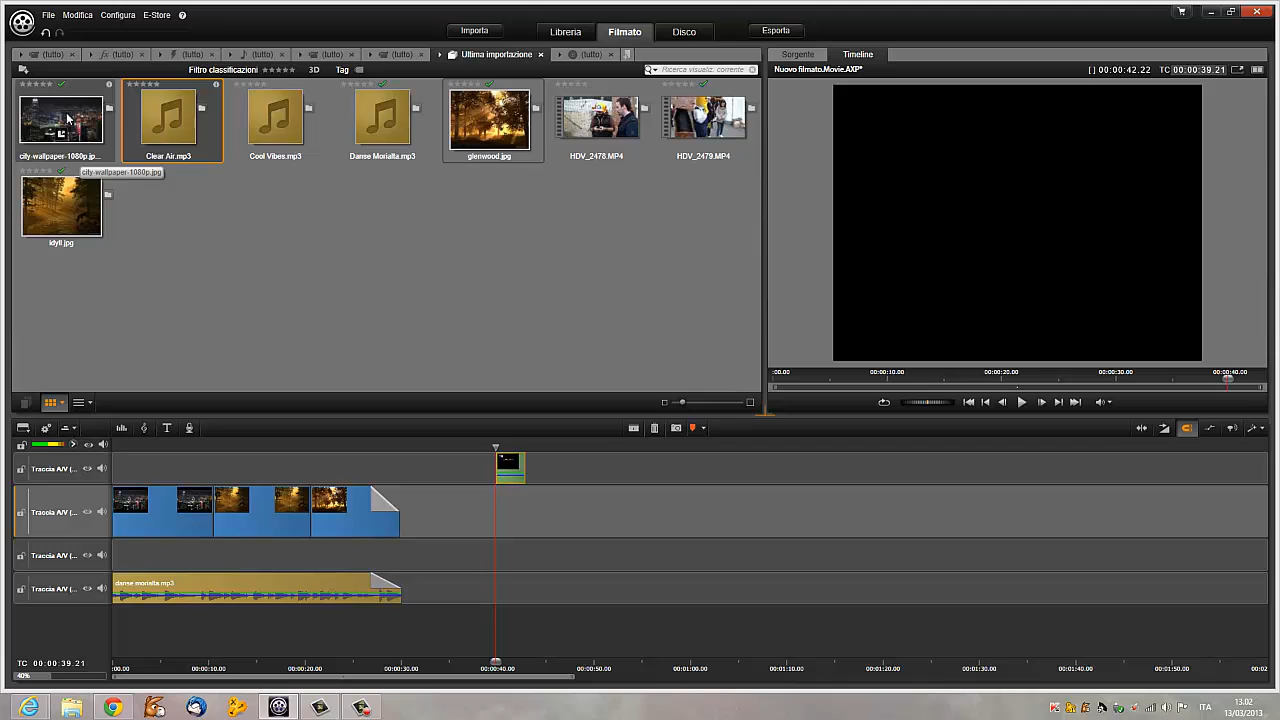 File Modifica Configura E-Store ?
Importa Libreria Filmato Disco Esporta
(tutto) (tutto) (tutto) (tutto) (tutto) (tutto) Ultima importazione (tutto)
Filtro classificazioni 3D Tag Ricerca visualiz: corrente
Sorgente Timeline
Nuovo filmato.Movie.AXP* [ ] 00:00:42.22 TC 00:00:39.21
city-wallpaper-1080p.jp... Clear Air.mp3 Cool Vibes.mp3 Danse Morialta.mp3 glenwood.jpg HDV_2478.MP4 HDV_2479.MP4
city-wallpaper-1080p.jpg
idyll.jpg
:00.00 00:00:10.00 00:00:20.00 00:00:30.00 00:00:40.00
Traccia A/V (...
Traccia A/V (...
Traccia A/V (...
danse morialta.mp3
Traccia A/V (...
TC 00:00:39.21
:00.00 00:00:10.00 00:00:20.00 00:00:30.00 00:00:40.00 00:00:50.00 00:01:00.00 00:01:10.00 00:01:20.00 00:01:30.00 00:01:40.00 00:01:50.00 00:02
40%
ITA
13.02
13/03/2013